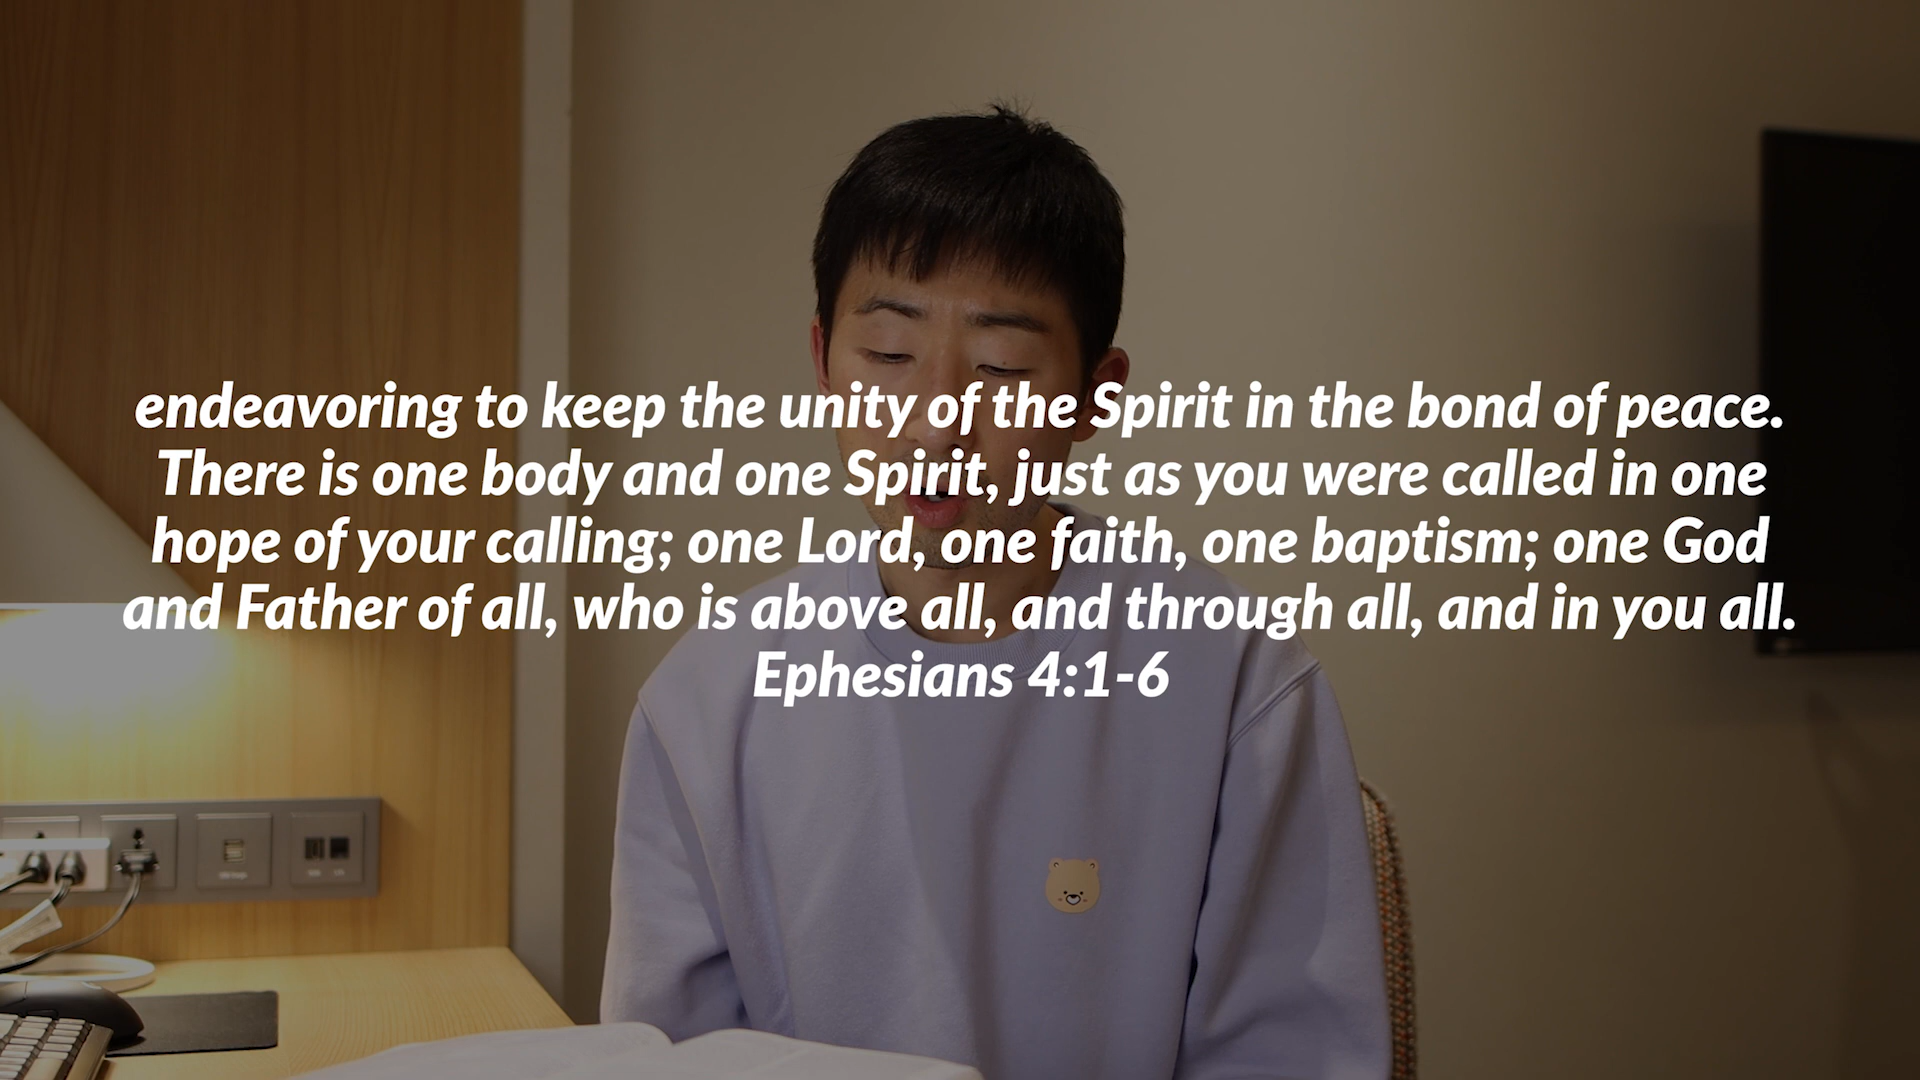 endeavoring to keep the unity of the Spirit in the bond of peace.
There is one body and one Spirit, just as you were called in one
hope of your calling; one Lord, one faith, one baptism; one God
and Father of all, who is above all, and through all, and in you all.
Ephesians 4:1-6